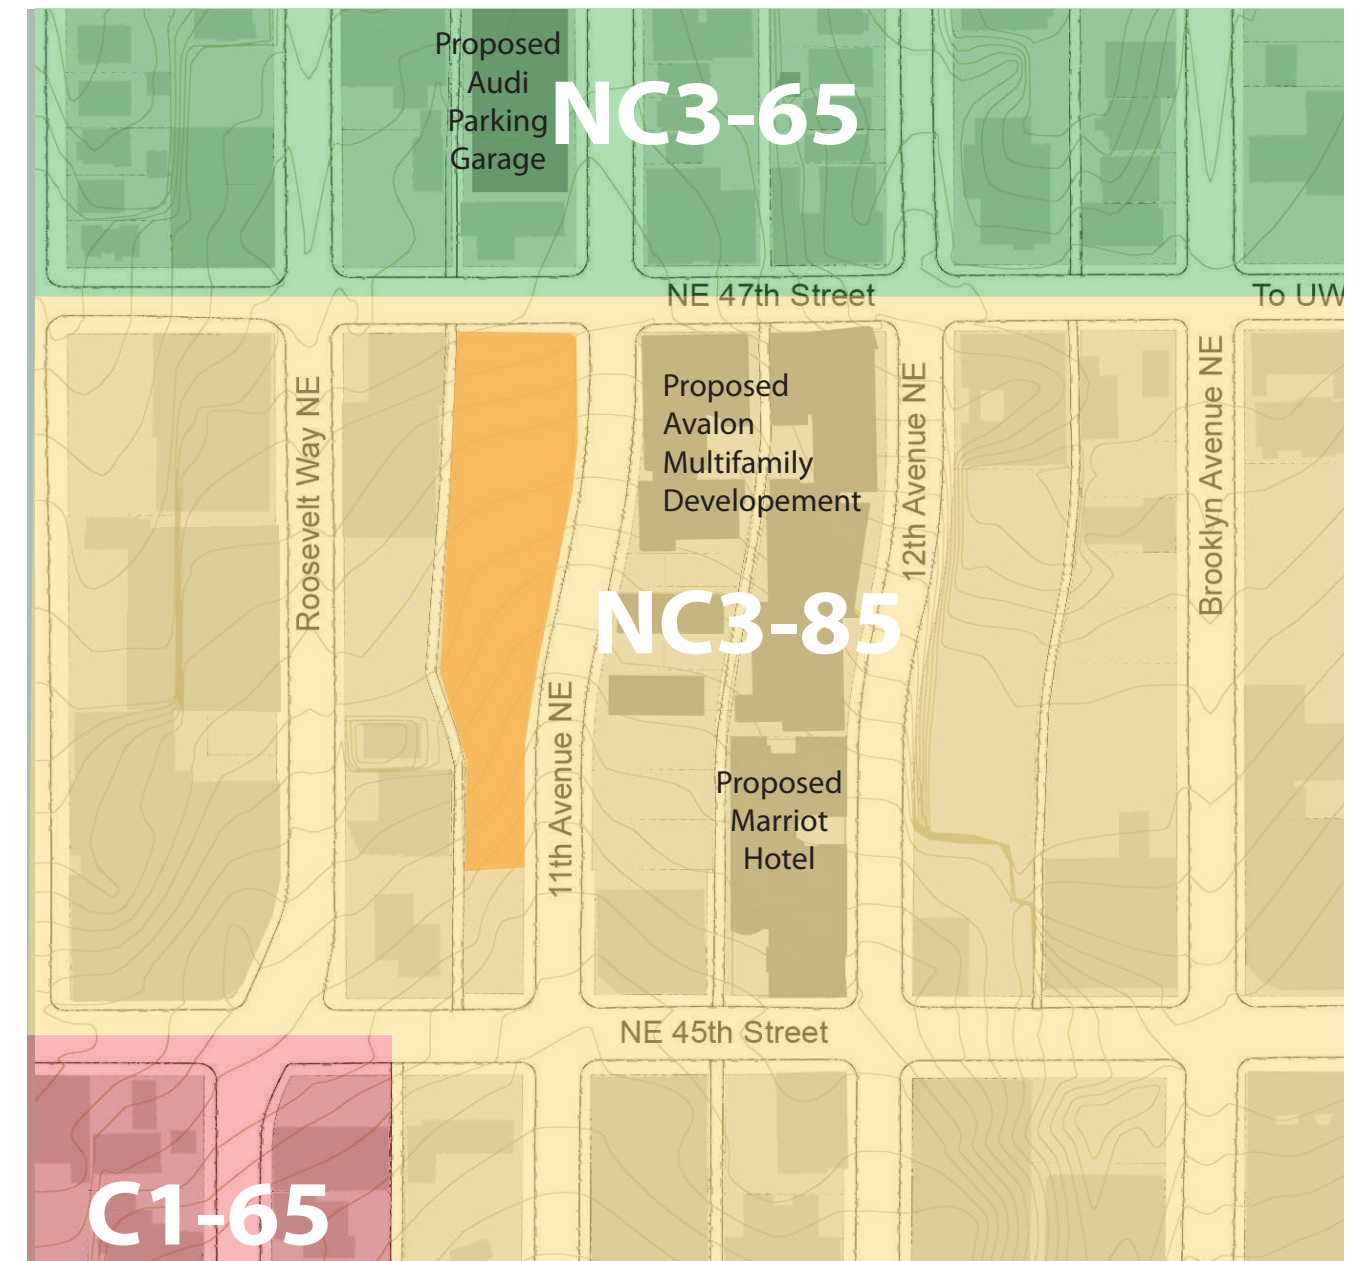 Proposed
Audi
Parking
Garage
NC3-65
NE 47th Street
To UW
Roosevelt Way NE
Proposed
Avalon
Multifamily
Developement
12th Avenue NE
Brooklyn Avenue NE
NC3-85
11th Avenue NE
Proposed
Marriot
Hotel
NE 45th Street
C1-65